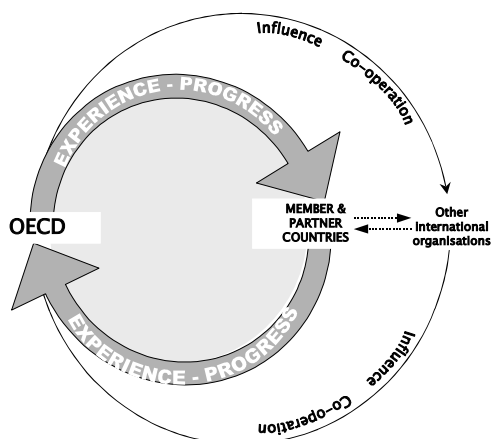 Influence Co-operation
EXPERIENCE - PROGRESS
OECD
MEMBER &
PARTNER
COUNTRIES
Other
international
organisations
EXPERIENCE - PROGRESS
Influence
Co-operation